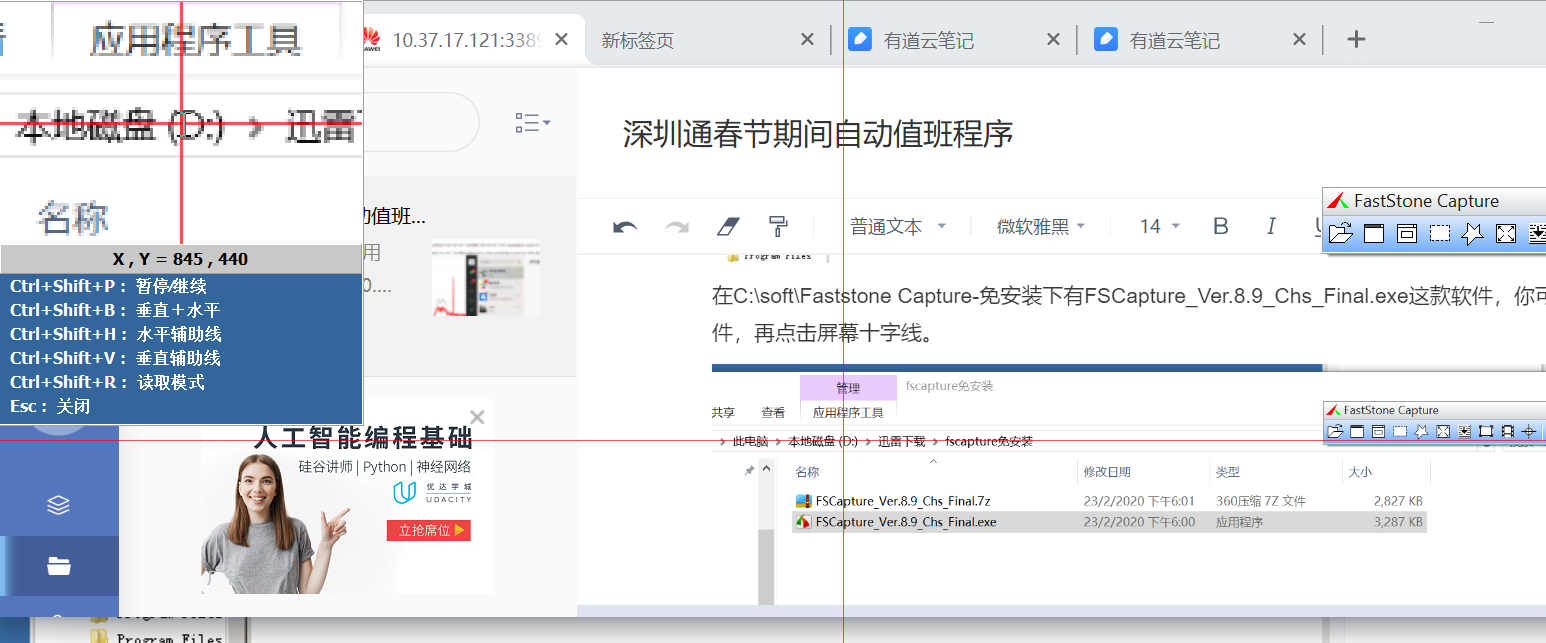 应用程序工具
10.37.17.121:3389
新标签页
有道云笔记
有道云笔记
本地磁盘 (D:) › 迅雷
名称
X , Y = 845 , 440
Ctrl+Shift+P : 暂停/继续
Ctrl+Shift+B : 垂直＋水平
Ctrl+Shift+H : 水平辅助线
Ctrl+Shift+V : 垂直辅助线
Ctrl+Shift+R : 读取模式
Esc : 关闭
动值班...
用
0....
人工智能编程基础
硅谷讲师 | Python | 神经网络
优达学城
UDACITY
立抢席位
深圳通春节期间自动值班程序
普通文本
微软雅黑
14
B
I
U
FastStone Capture
Program Files
在C:\soft\Faststone Capture-免安装下有FSCapture_Ver.8.9_Chs_Final.exe这款软件，你可
件，再点击屏幕十字线。
管理
fscapture免安装
共享
查看
应用程序工具
FastStone Capture
› 此电脑 › 本地磁盘 (D:) › 迅雷下载 › fscapture免安装
名称
修改日期
类型
大小
FSCapture_Ver.8.9_Chs_Final.7z
23/2/2020 下午6:01
360压缩 7Z 文件
2,827 KB
FSCapture_Ver.8.9_Chs_Final.exe
23/2/2020 下午6:00
应用程序
3,287 KB
Program Files